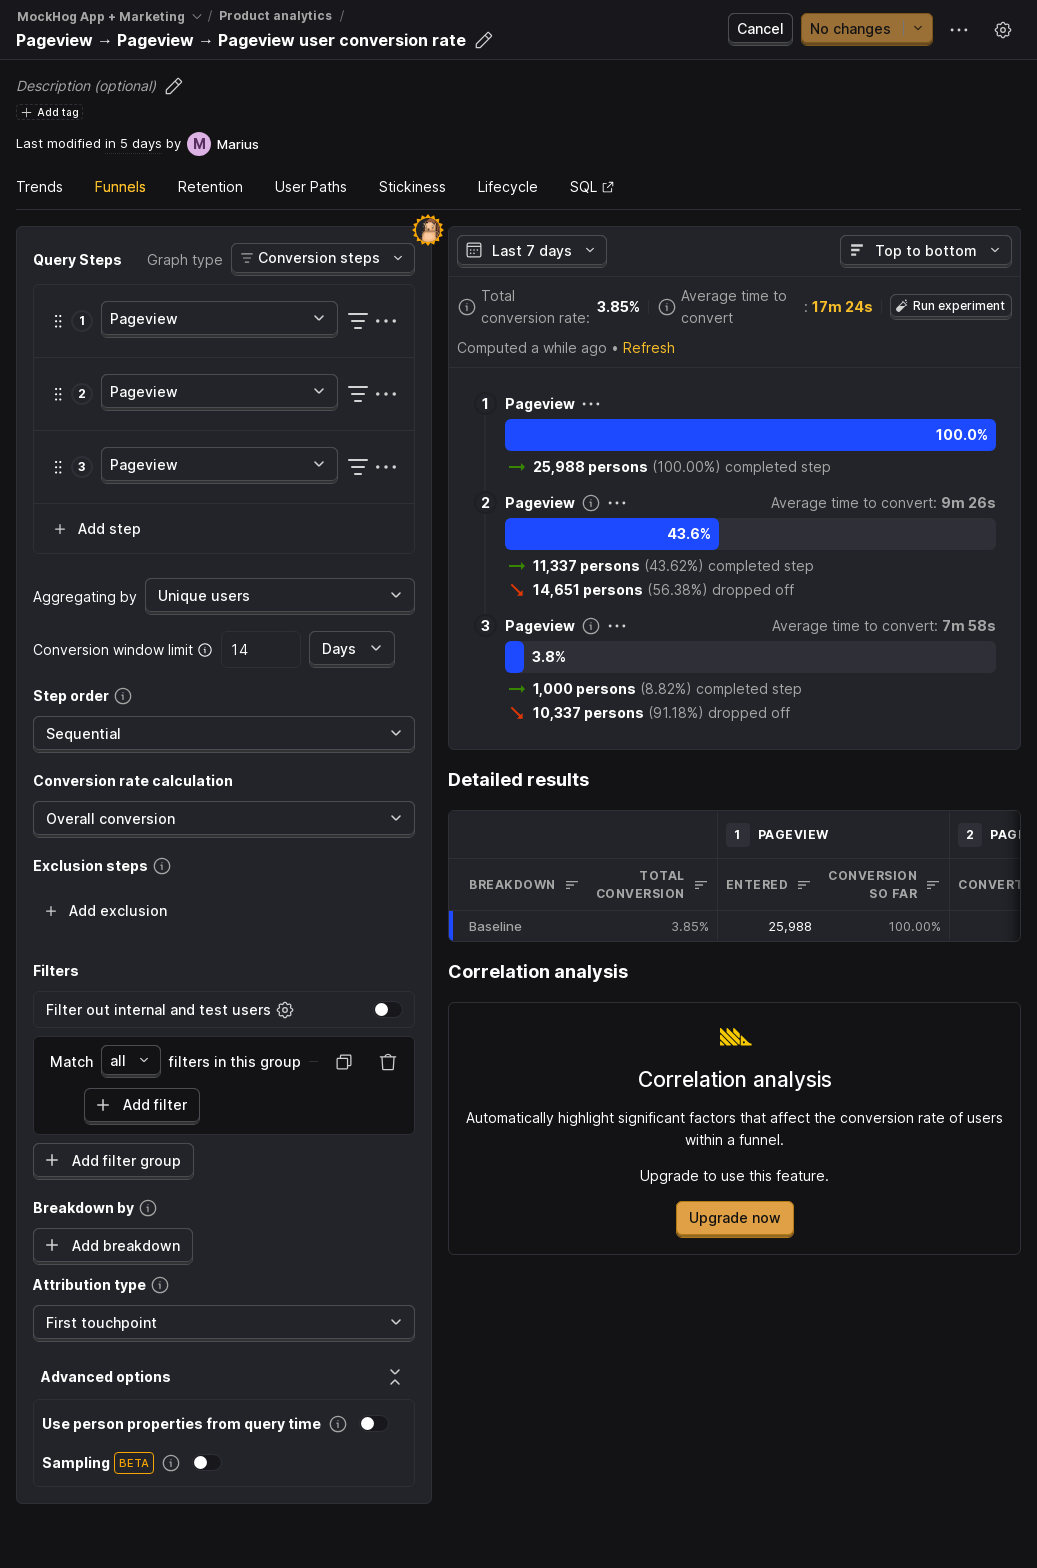 MockHog App + Marketing / Product analytics /
Pageview → Pageview → Pageview user conversion rate
Cancel
No changes
Description (optional)
Add tag
Last modified in 5 days by M Marius
Trends Funnels Retention User Paths Stickiness Lifecycle SQL
Query Steps
Graph type
Conversion steps
1 Pageview
2 Pageview
3 Pageview
Add step
Aggregating by Unique users
Conversion window limit 14 Days
Step order
Sequential
Conversion rate calculation
Overall conversion
Exclusion steps
Add exclusion
Filters
Filter out internal and test users
Match all filters in this group
Add filter
Add filter group
Breakdown by
Add breakdown
Attribution type
First touchpoint
Advanced options
Use person properties from query time
Sampling BETA
Last 7 days
Top to bottom
Total
conversion rate: 3.85%
Average time to
convert : 17m 24s
Run experiment
Computed a while ago • Refresh
1 Pageview
100.0%
25,988 persons (100.00%) completed step
2 Pageview
Average time to convert: 9m 26s
43.6%
11,337 persons (43.62%) completed step
14,651 persons (56.38%) dropped off
3 Pageview
Average time to convert: 7m 58s
3.8%
1,000 persons (8.82%) completed step
10,337 persons (91.18%) dropped off
Detailed results
1 PAGEVIEW
2
BREAKDOWN
TOTAL
CONVERSION
ENTERED
CONVERSION
SO FAR
Baseline 3.85% 25,988 100.00%
Correlation analysis
Correlation analysis
Automatically highlight significant factors that affect the conversion rate of users
within a funnel.
Upgrade to use this feature.
Upgrade now